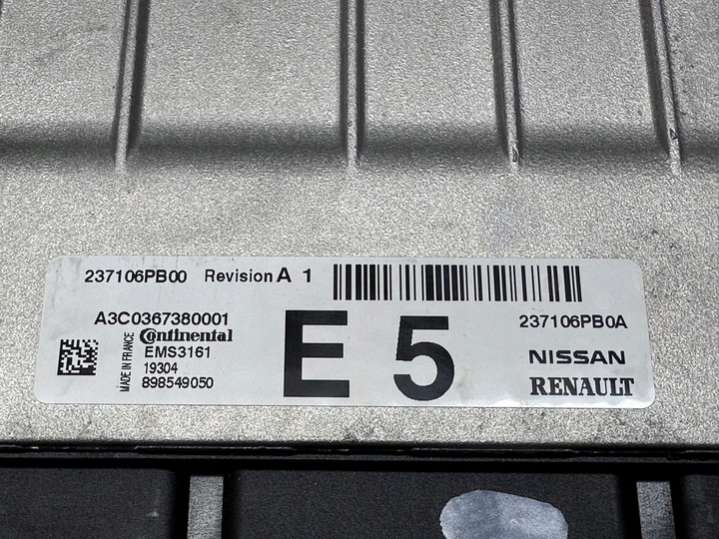 237106PB00 Revision A 1
A3C0367380001
237106PB0A
Continental
EMS3161
19304
898549050
MADE IN FRANCE
E 5
NISSAN
RENAULT